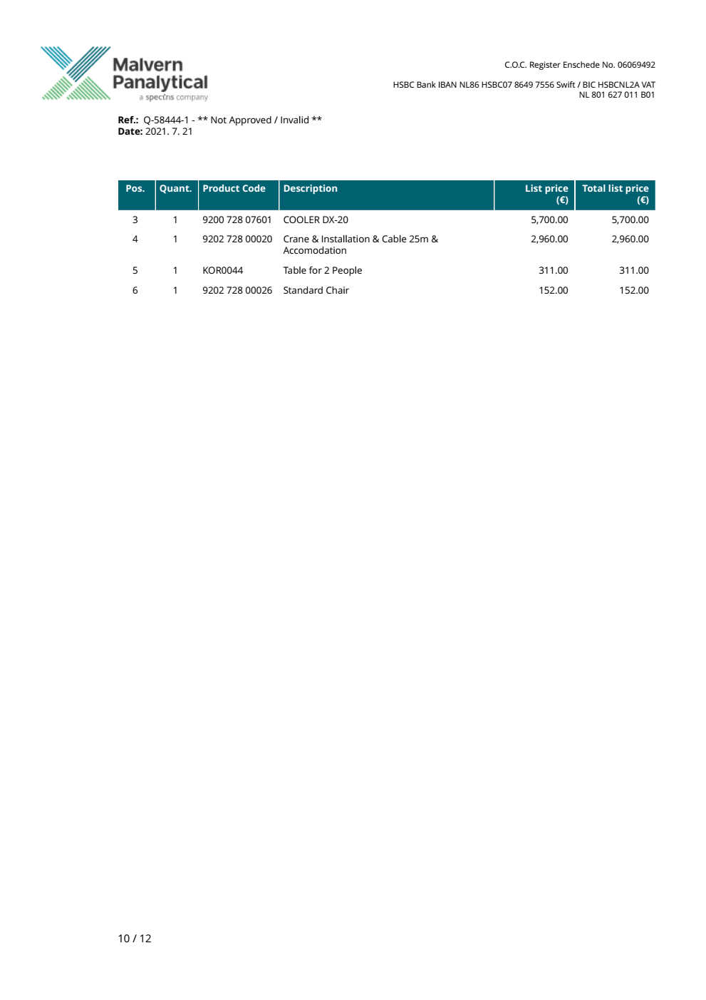 Malvern
Panalytical
a spectris company
C.O.C. Register Enschede No. 06069492
HSBC Bank IBAN NL86 HSBC07 8649 7556 Swift / BIC HSBCNL2A VAT
NL 801 627 011 B01
Ref.: Q-58444-1 - ** Not Approved / Invalid **
Date: 2021. 7. 21
Pos. Quant. Product Code Description List price (€) Total list price (€)
3 1 9200 728 07601 COOLER DX-20 5,700.00 5,700.00
4 1 9202 728 00020 Crane & Installation & Cable 25m & 2,960.00 2,960.00
Accomodation
5 1 KOR0044 Table for 2 People 311.00 311.00
6 1 9202 728 00026 Standard Chair 152.00 152.00
10 / 12